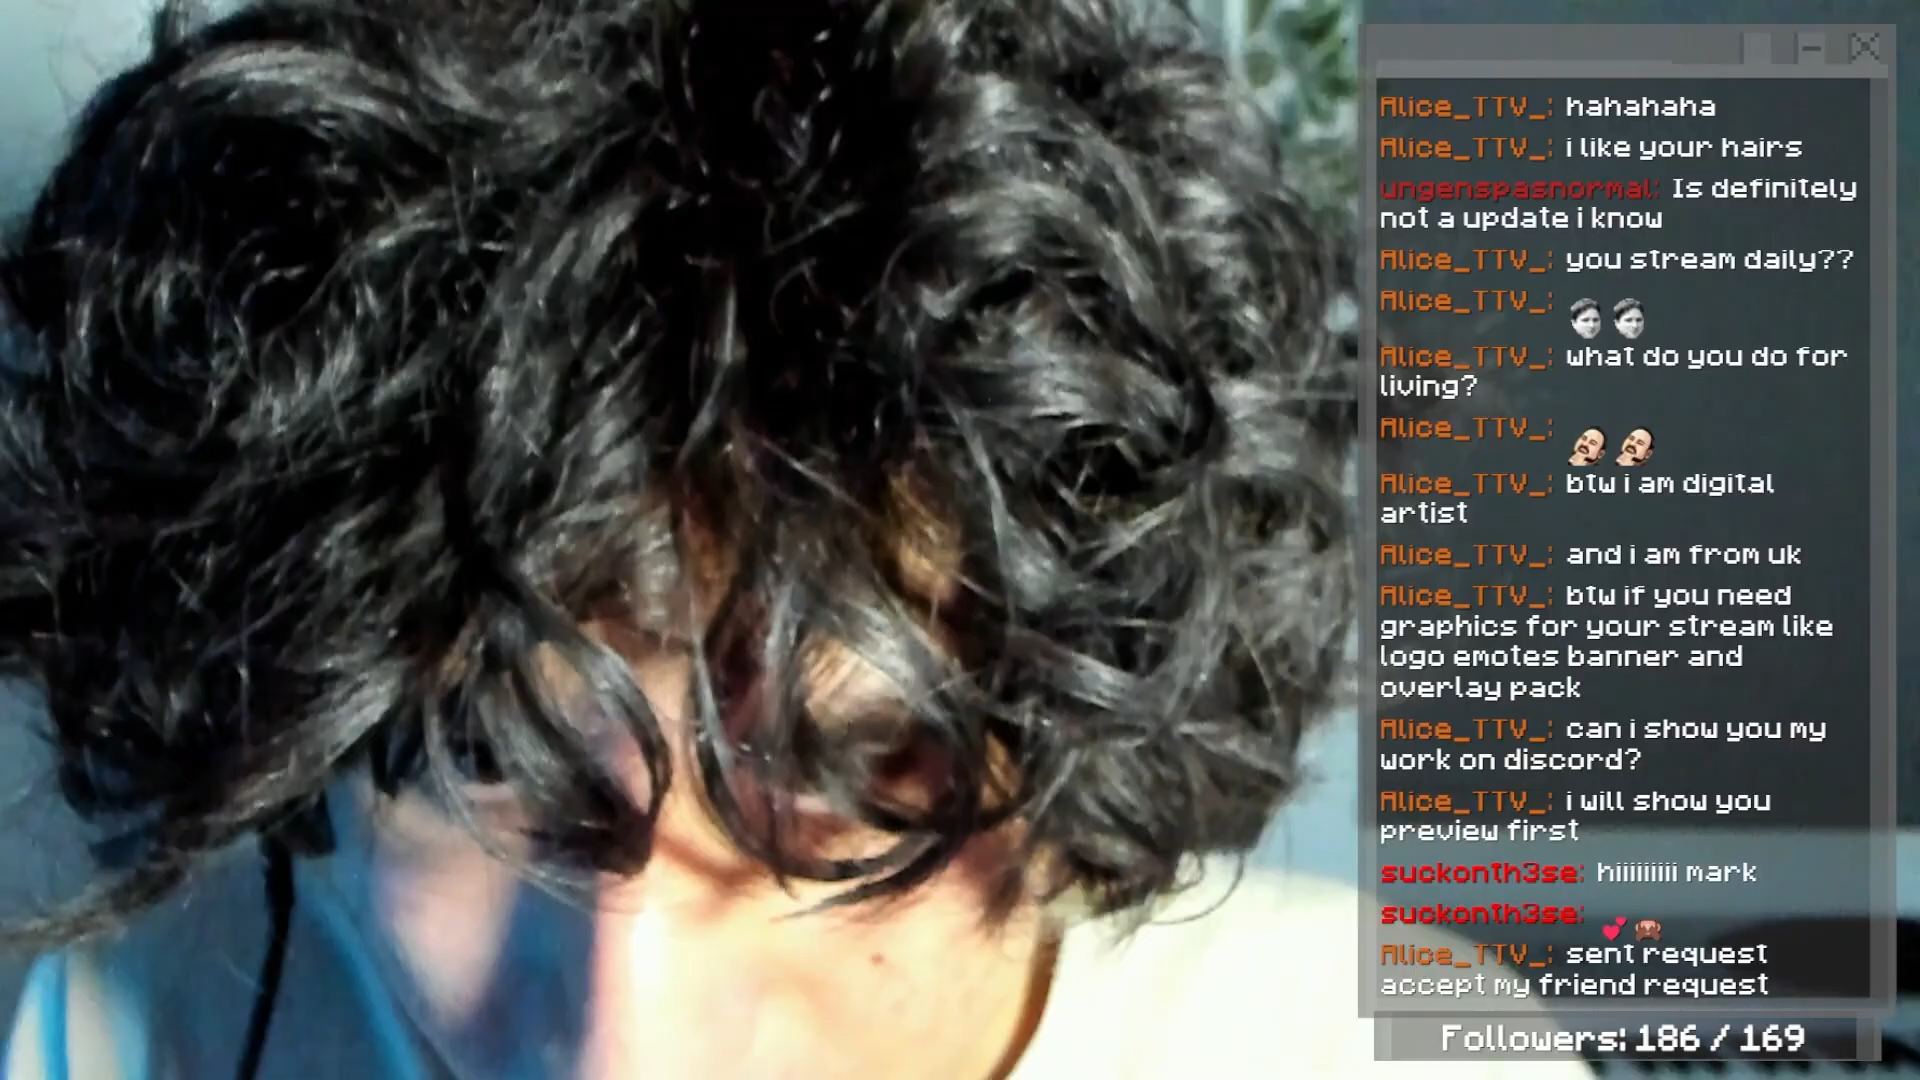 Alice_TTV_: hahahaha
Alice_TTV_: i like your hairs
ungenspasnormal: Is definitely
not a update i know
Alice_TTV_: you stream daily??
Alice_TTV_:
Alice_TTV_: what do you do for
living?
Alice_TTV_:
Alice_TTV_: btw i am digital
artist
Alice_TTV_: and i am from uk
Alice_TTV_: btw if you need
graphics for your stream like
logo emotes banner and
overlay pack
Alice_TTV_: can i show you my
work on discord?
Alice_TTV_: i will show you
preview first
suckonth3se: hiiiiiiiii mark
suckonth3se: 💕 🙈
Alice_TTV_: sent request
accept my friend request
Followers: 186 / 169